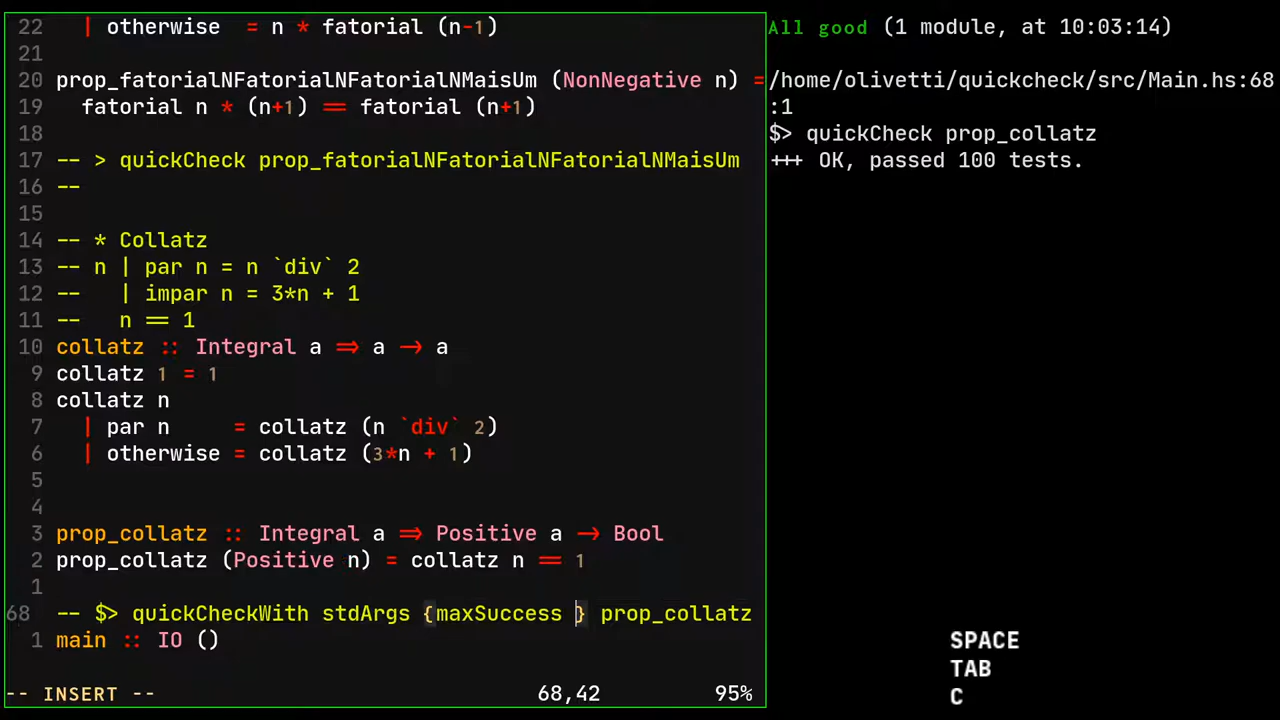 22     | otherwise  = n * fatorial (n-1)
21
20 prop_fatorialNFatorialNFatorialNMaisUm (NonNegative n) =
19   fatorial n * (n+1) == fatorial (n+1)
18
17 -- > quickCheck prop_fatorialNFatorialNFatorialNMaisUm
16 --
15
14 -- * Collatz
13 -- n | par n = n `div` 2
12 --   | impar n = 3*n + 1
11 --   n == 1
10 collatz :: Integral a => a -> a
9 collatz 1 = 1
8 collatz n
7   | par n     = collatz (n `div` 2)
6   | otherwise = collatz (3*n + 1)
5
4
3 prop_collatz :: Integral a => Positive a -> Bool
2 prop_collatz (Positive n) = collatz n == 1
1
68 -- $> quickCheckWith stdArgs {maxSuccess } prop_collatz
1 main :: IO ()
-- INSERT --                    68,42         95%
All good (1 module, at 10:03:14)
/home/olivetti/quickcheck/src/Main.hs:68
:1
$> quickCheck prop_collatz
+++ OK, passed 100 tests.
SPACE
TAB
C